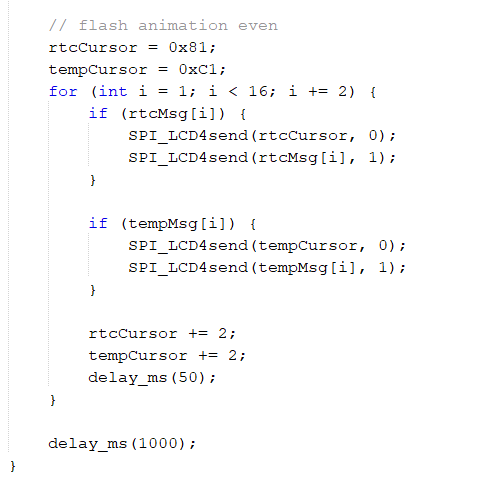 // flash animation even
rtcCursor = 0x81;
tempCursor = 0xC1;
for (int i = 1; i < 16; i += 2) {
if (rtcMsg[i]) {
SPI_LCD4send(rtcCursor, 0);
SPI_LCD4send(rtcMsg[i], 1);
}
if (tempMsg[i]) {
SPI_LCD4send(tempCursor, 0);
SPI_LCD4send(tempMsg[i], 1);
}
rtcCursor += 2;
tempCursor += 2;
delay_ms(50);
}
delay_ms(1000);
}